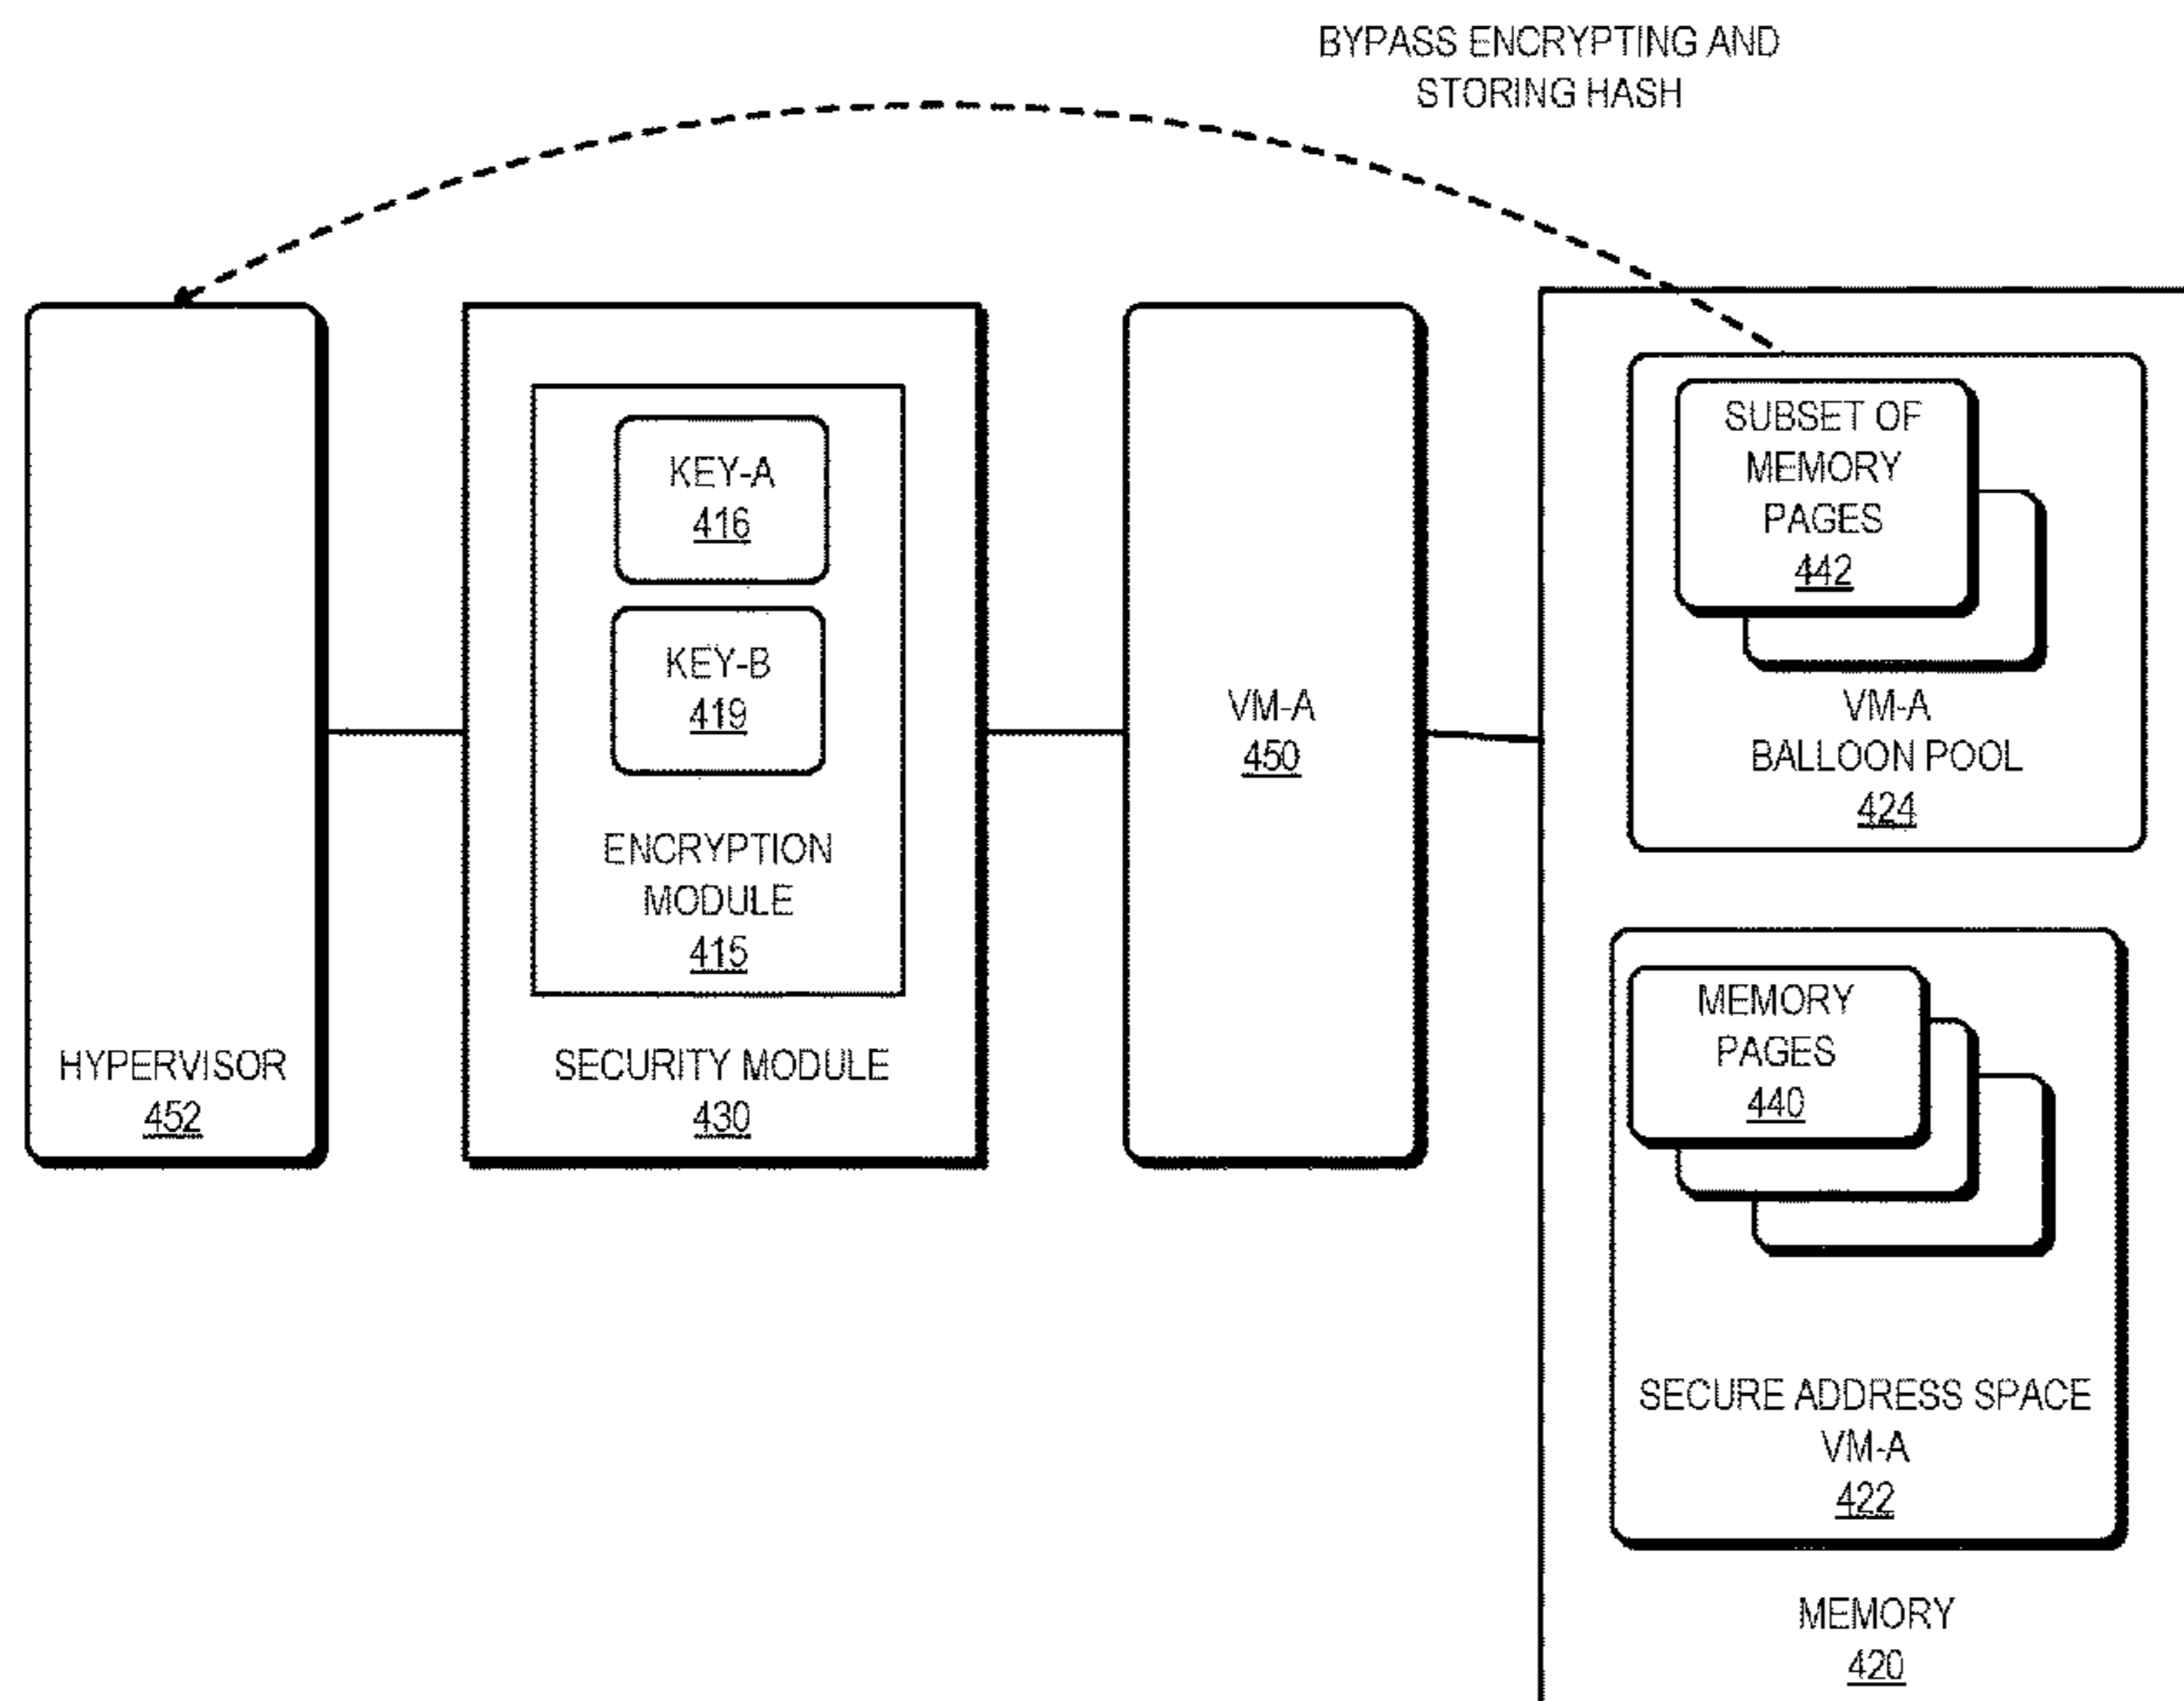 BYPASS ENCRYPTING AND
STORING HASH
HYPERVISOR
452
KEY-A
416
KEY-B
419
ENCRYPTION
MODULE
415
SECURITY MODULE
430
VM-A
450
SUBSET OF
MEMORY
PAGES
442
VM-A
BALLOON POOL
424
MEMORY
PAGES
440
SECURE ADDRESS SPACE
VM-A
422
MEMORY
420